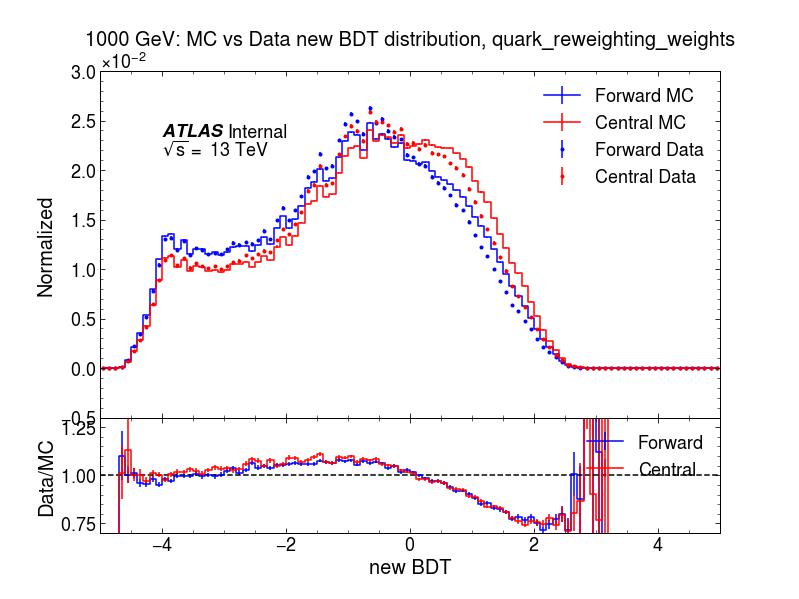 1000 GeV: MC vs Data new BDT distribution, quark_reweighting_weights
×10⁻²
3.0
2.5
2.0
1.5
1.0
0.5
0.0
Normalized
ATLAS Internal
√s = 13 TeV
Forward MC
Central MC
Forward Data
Central Data
−0.5
1.25
1.00
0.75
Data/MC
Forward
Central
−4
−2
0
2
4
new BDT